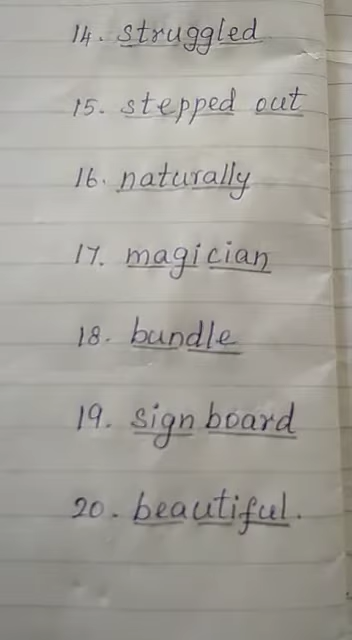 14. struggled
15. stepped out
16. naturally
17. magician
18. bundle
19. sign board
20. beautiful.